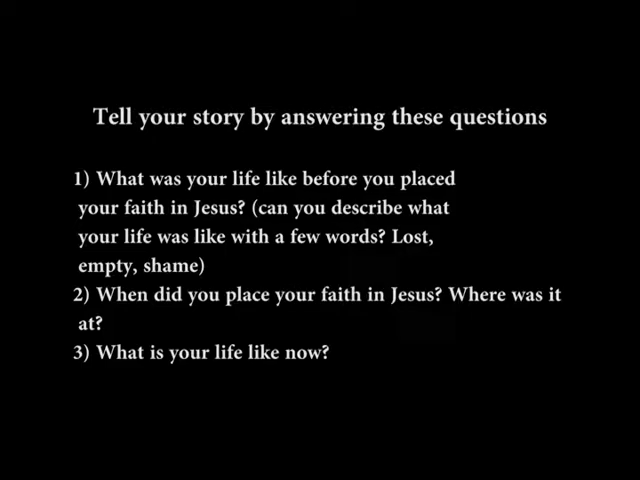 Tell your story by answering these questions
1) What was your life like before you placed
your faith in Jesus? (can you describe what
your life was like with a few words? Lost,
empty, shame)
2) When did you place your faith in Jesus? Where was it
at?
3) What is your life like now?